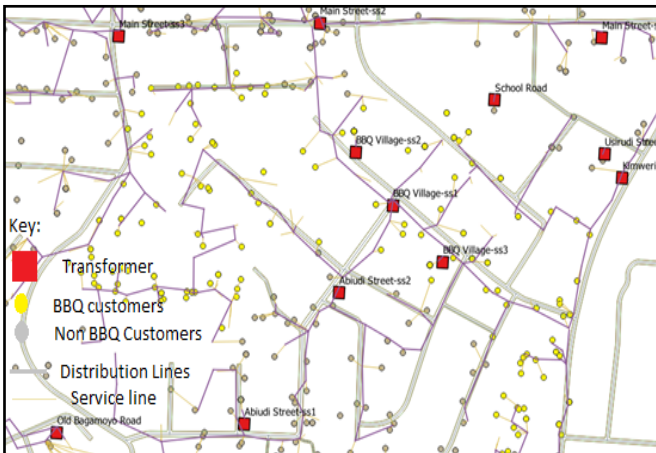 Main Street-ss3
Main Street-ss2
Main Street-s
School Road
BBQ Village-ss2
Usirudi Stree
Kimweri
BBQ Village-ss1
Key:
BBQ Village-ss3
Transformer
Abiudi Street-ss2
BBQ customers
Non BBQ Customers
Distribution Lines
Service line
Abiudi Street-ss1
Old Bagamoyo Road